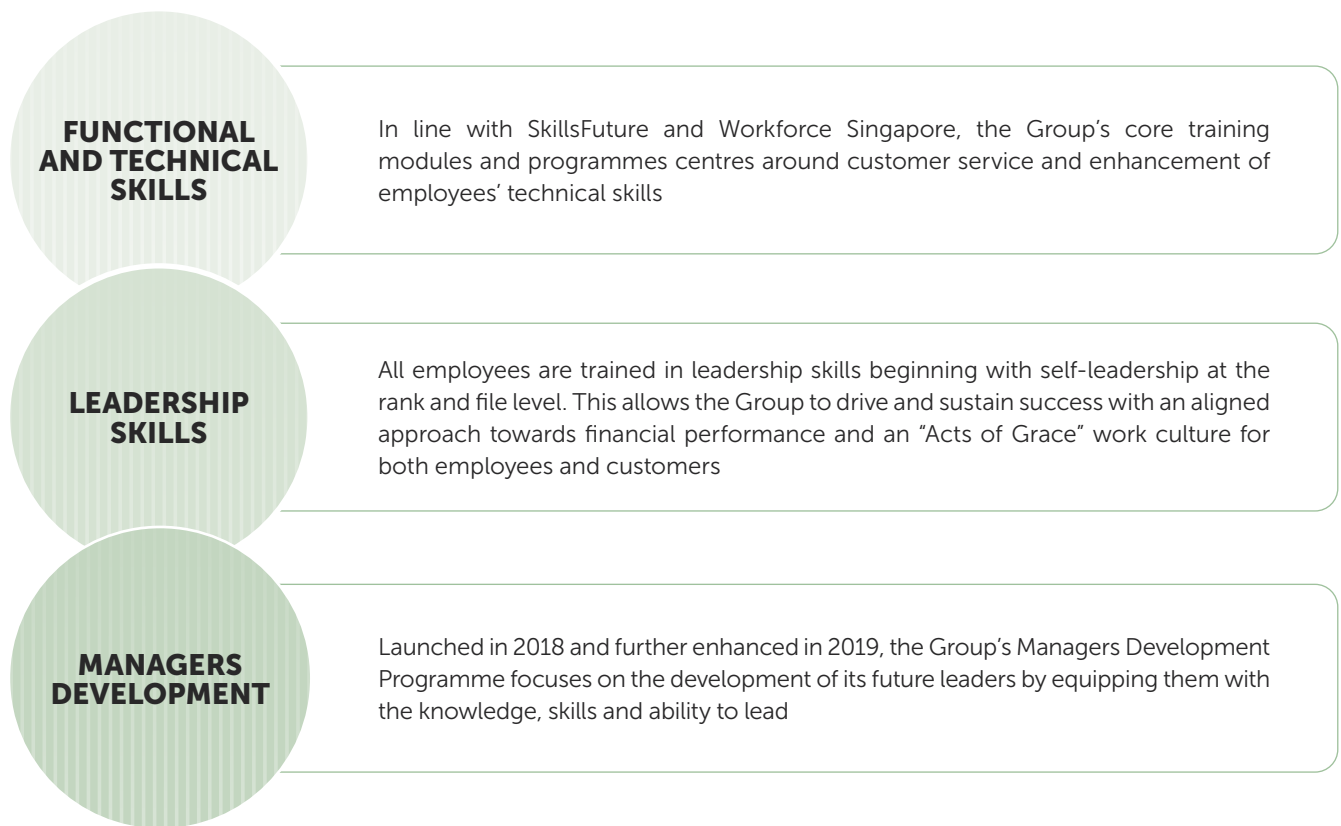 FUNCTIONAL
AND TECHNICAL
SKILLS
In line with SkillsFuture and Workforce Singapore, the Group’s core training
modules and programmes centres around customer service and enhancement of
employees’ technical skills
LEADERSHIP
SKILLS
All employees are trained in leadership skills beginning with self-leadership at the
rank and file level. This allows the Group to drive and sustain success with an aligned
approach towards financial performance and an “Acts of Grace” work culture for
both employees and customers
MANAGERS
DEVELOPMENT
Launched in 2018 and further enhanced in 2019, the Group’s Managers Development
Programme focuses on the development of its future leaders by equipping them with
the knowledge, skills and ability to lead